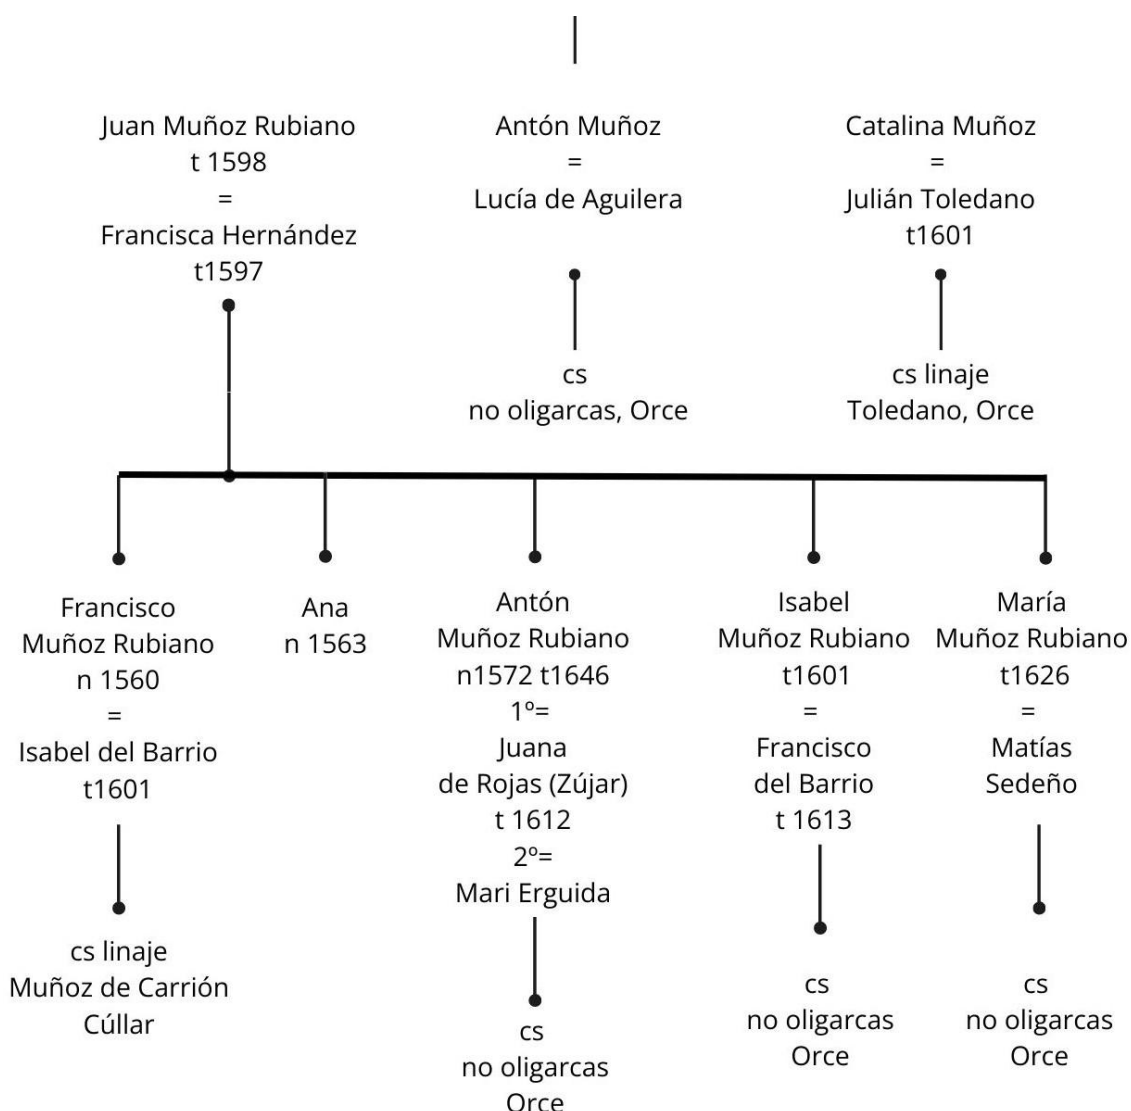 Juan Muñoz Rubiano
t 1598
=
Francisca Hernández
t1597
Antón Muñoz
=
Lucía de Aguilera
Catalina Muñoz
=
Julián Toledano
t1601
cs
no oligarcas, Orce
cs linaje
Toledano, Orce
Francisco
Muñoz Rubiano
n 1560
=
Isabel del Barrio
t1601
Ana
n 1563
Antón
Muñoz Rubiano
n1572 t1646
1º=
Juana
de Rojas (Zújar)
t 1612
2º=
Mari Erguida
Isabel
Muñoz Rubiano
t1601
=
Francisco
del Barrio
t 1613
María
Muñoz Rubiano
t1626
=
Matías
Sedeño
cs linaje
Muñoz de Carrión
Cúllar
cs
no oligarcas
Orce
cs
no oligarcas
Orce
cs
no oligarcas
Orce